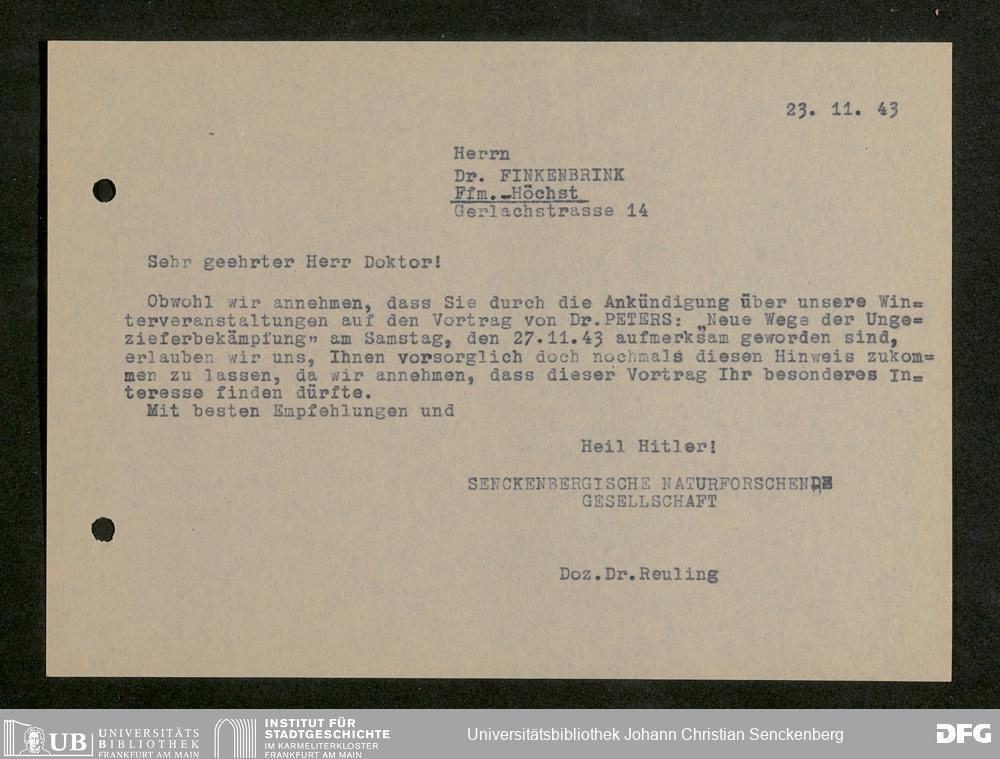 23. 11. 43
Herrn
Dr. FINKENBRINK
Ffm.-Höchst
Gerlachstrasse 14
Sehr geehrter Herr Doktor!
Obwohl wir annehmen, dass Sie durch die Ankündigung über unsere Win=
terveranstaltungen auf den Vortrag von Dr.PETERS: „Neue Wege der Unge=
zieferbekämpfung" am Samstag, den 27.11.43 aufmerksam geworden sind,
erlauben wir uns, Ihnen vorsorglich doch nochmals diesen Hinweis zukom=
men zu lassen, da wir annehmen, dass dieser Vortrag Ihr besonderes In=
teresse finden dürfte.
Mit besten Empfehlungen und
Heil Hitler!
SENCKENBERGISCHE NATURFORSCHENDE
GESELLSCHAFT
Doz.Dr.Reuling
UB UNIVERSITÄTS
BIBLIOTHEK
FRANKFURT AM MAIN
INSTITUT FÜR
STADTGESCHICHTE
IM KARMELITERKLOSTER
FRANKFURT AM MAIN
Universitätsbibliothek Johann Christian Senckenberg
DFG